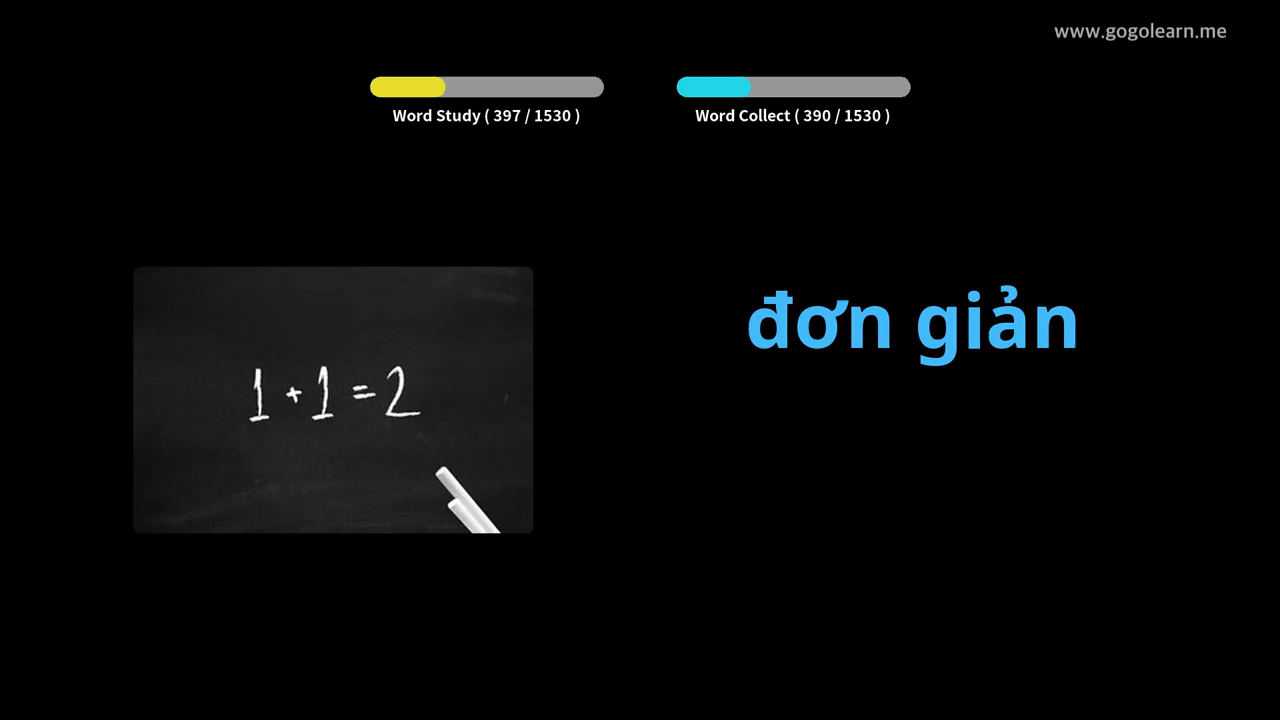 www.gogolearn.me
Word Study ( 397 / 1530 )
Word Collect ( 390 / 1530 )
đơn giản
1 + 1 = 2